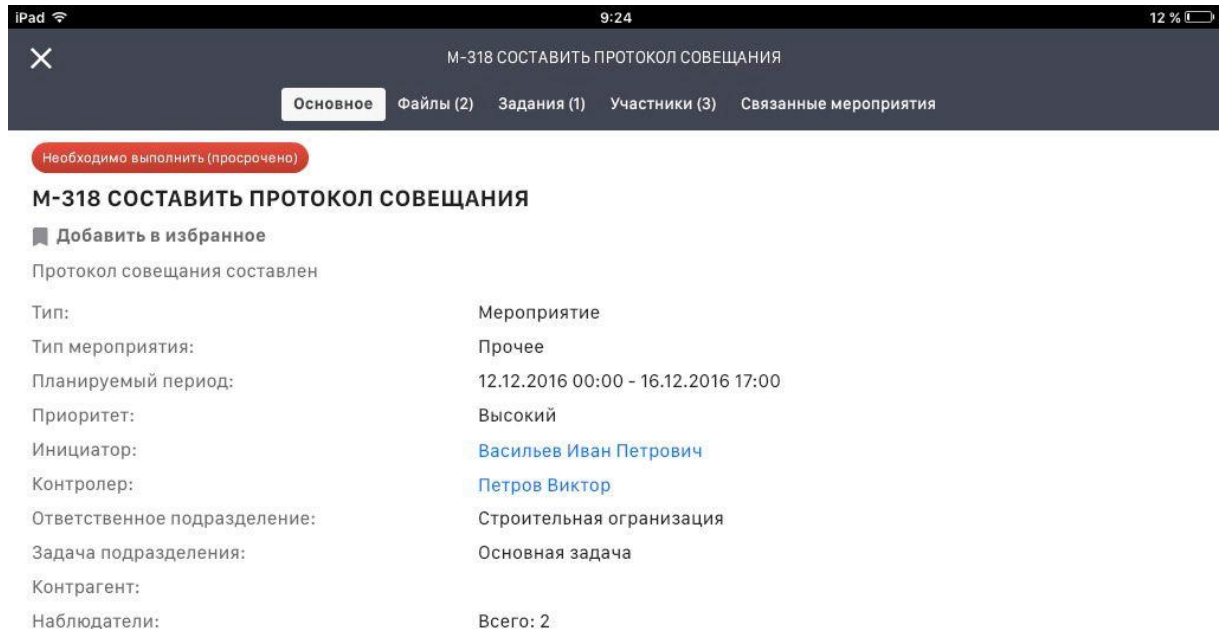 iPad 9:24 12 %
М-318 СОСТАВИТЬ ПРОТОКОЛ СОВЕЩАНИЯ
Основное Файлы (2) Задания (1) Участники (3) Связанные мероприятия
Необходимо выполнить (просрочено)
М-318 СОСТАВИТЬ ПРОТОКОЛ СОВЕЩАНИЯ
Добавить в избранное
Протокол совещания составлен
Тип: Мероприятие
Тип мероприятия: Прочее
Планируемый период: 12.12.2016 00:00 - 16.12.2016 17:00
Приоритет: Высокий
Инициатор: Васильев Иван Петрович
Контролер: Петров Виктор
Ответственное подразделение: Строительная огранизация
Задача подразделения: Основная задача
Контрагент:
Наблюдатели: Всего: 2